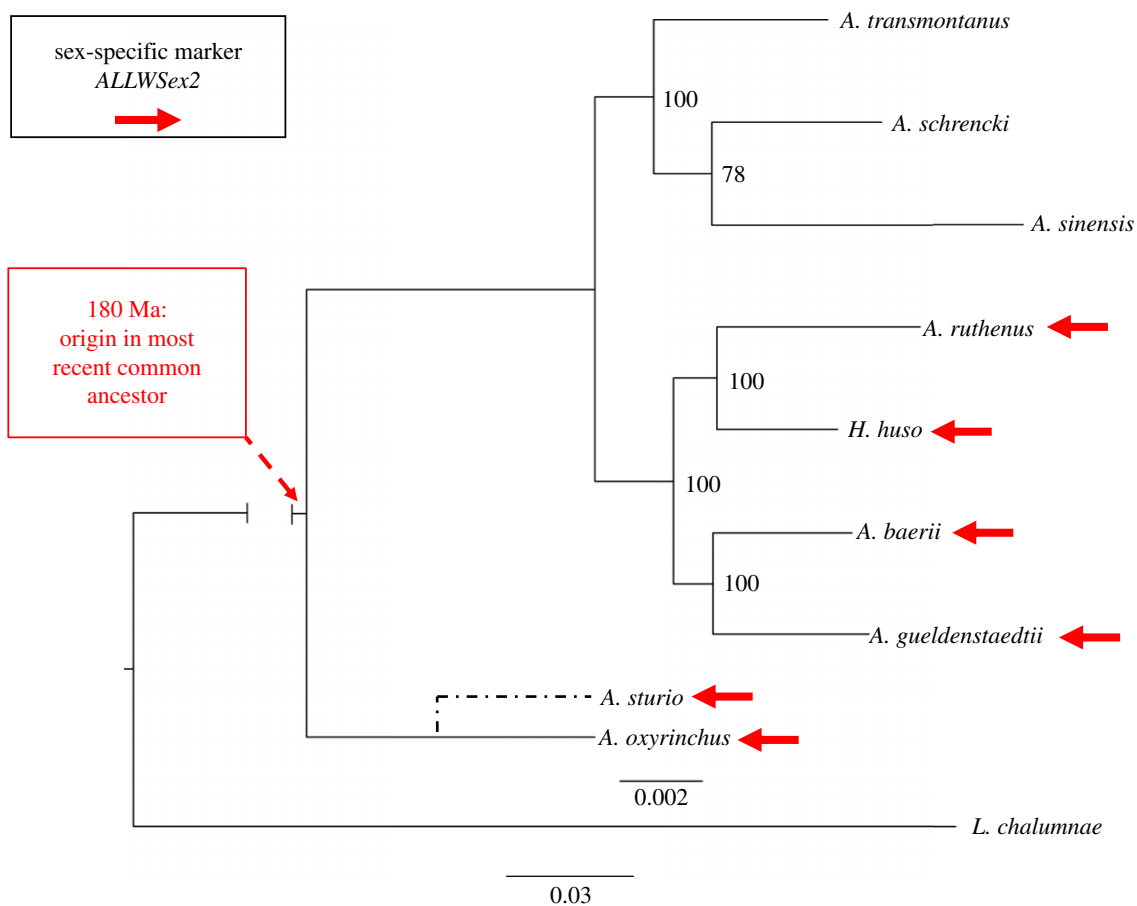 sex-specific marker
ALLWSex2
A. transmontanus
100
A. schrencki
78
A. sinensis
180 Ma:
origin in most
recent common
ancestor
A. ruthenus
100
H. huso
100
A. baerii
100
A. gueldenstaedtii
A. sturio
A. oxyrinchus
0.002
L. chalumnae
0.03